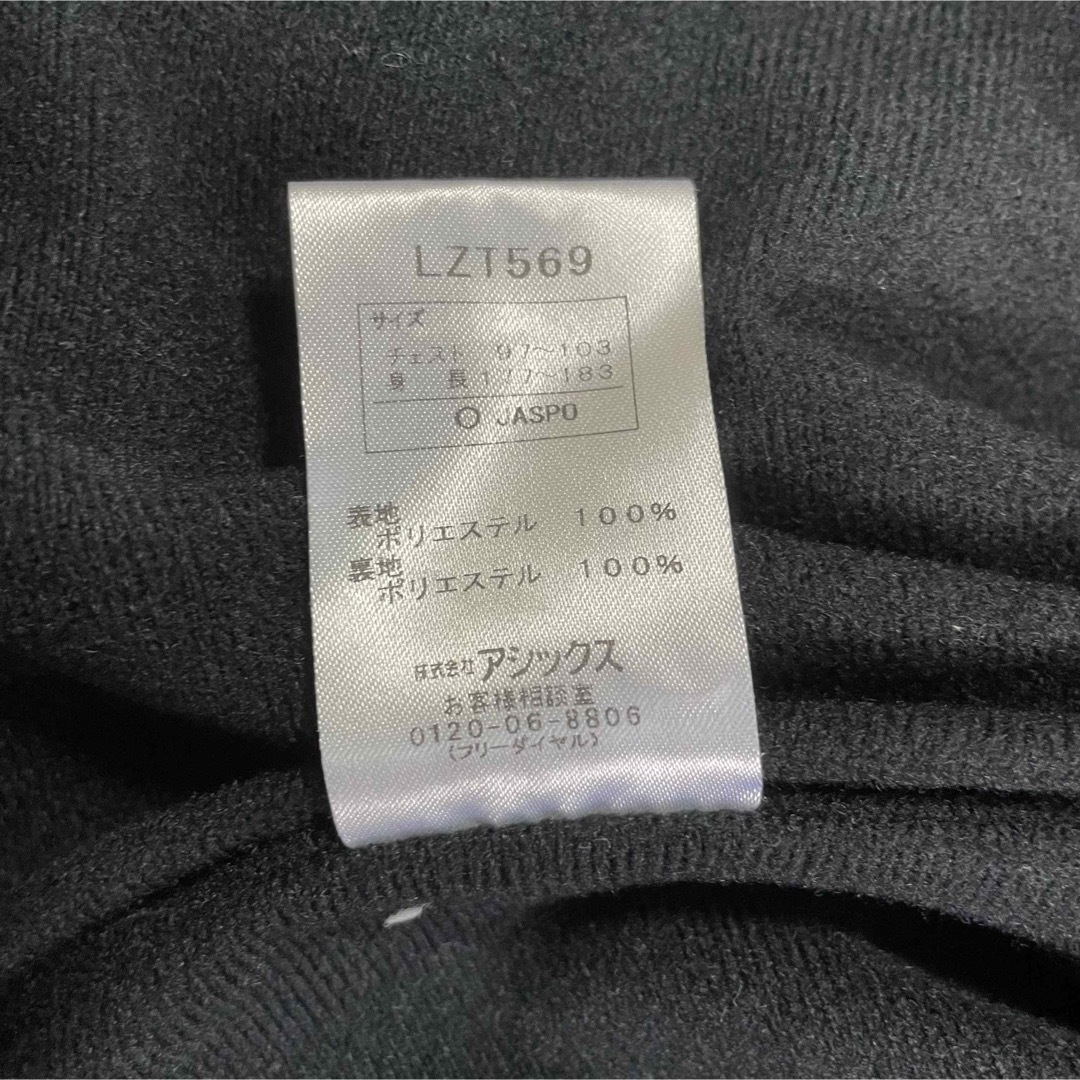 LZT569
サイズ
チェスト 97～103
身 長 177～183
〇 JASPO
表地
ポリエステル 100%
裏地
ポリエステル 100%
株式会社アシックス
お客様相談室
0120-06-8806
(フリーダイヤル)